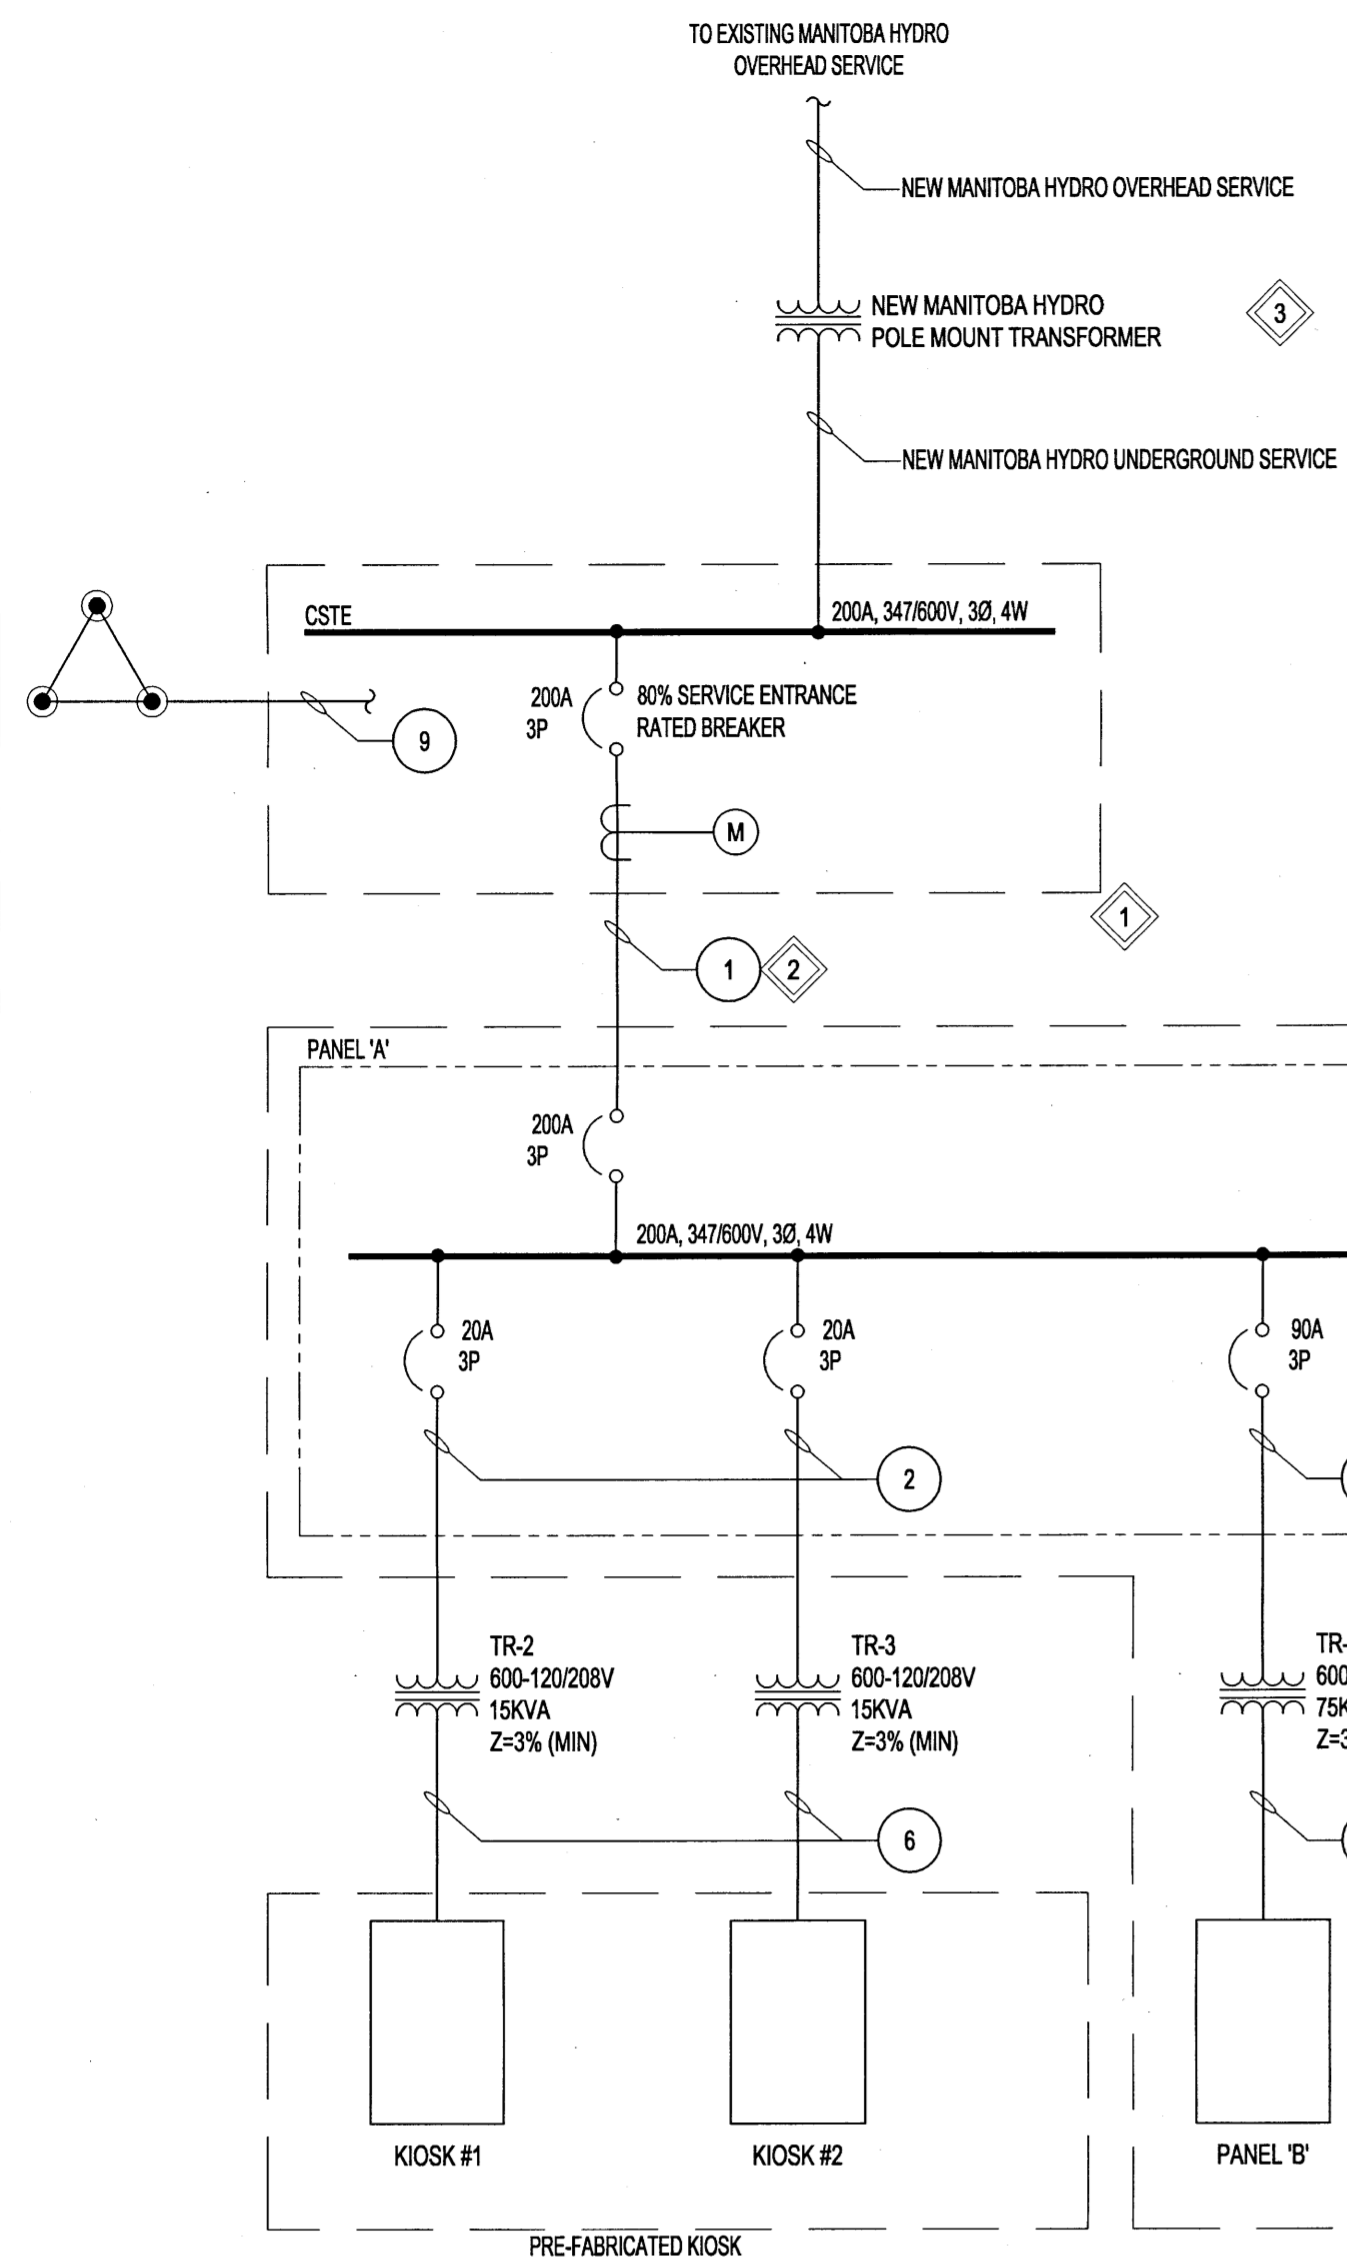 TO EXISTING MANITOBA HYDRO
OVERHEAD SERVICE
NEW MANITOBA HYDRO OVERHEAD SERVICE
NEW MANITOBA HYDRO
POLE MOUNT TRANSFORMER
3
NEW MANITOBA HYDRO UNDERGROUND SERVICE
CSTE
200A, 347/600V, 3Ø, 4W
200A
3P
80% SERVICE ENTRANCE
RATED BREAKER
9
M
1
1
2
PANEL 'A'
200A
3P
200A, 347/600V, 3Ø, 4W
20A
3P
20A
3P
90A
3P
2
TR-2
600-120/208V
15KVA
Z=3% (MIN)
TR-3
600-120/208V
15KVA
Z=3% (MIN)
TR-
600
75K
Z=3
6
KIOSK #1
KIOSK #2
PANEL 'B'
PRE-FABRICATED KIOSK